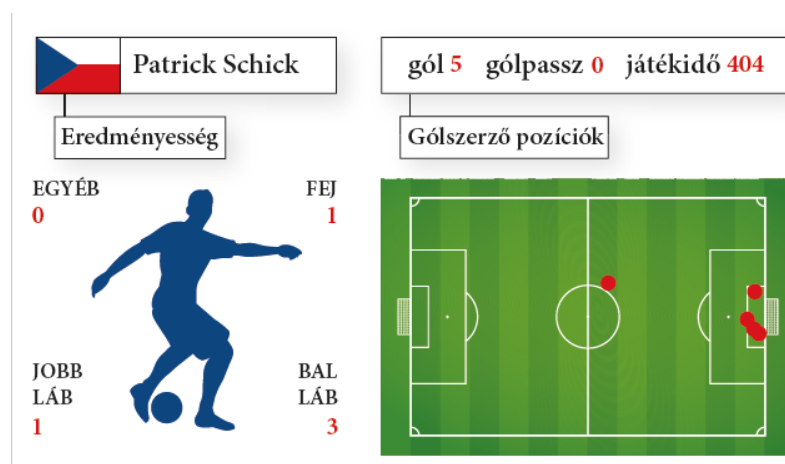 Patrick Schick
gól 5 gólpassz 0 játékidő 404
Eredményesség
Gólszerző pozíciók
EGYÉB
0
FEJ
1
JOBB
LÁB
1
BAL
LÁB
3